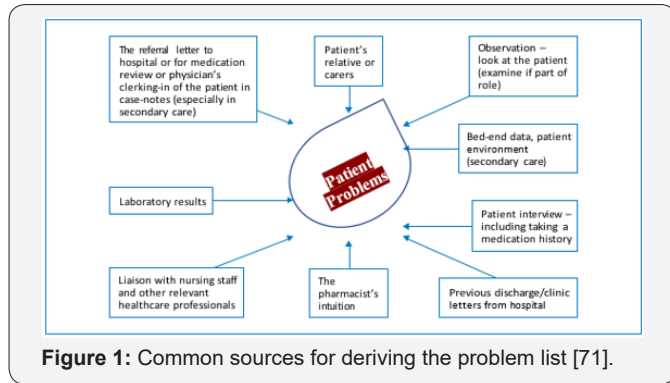 The referral letter to
hospital or for medication
review or physician's
clerking-in of the patient in
case-notes (especially in
secondary care)
Patient's
relative or
carers
Observation –
look at the patient
(examine if part of
role)
Bed-end data, patient
environment
(secondary care)
Patient
Problems
Laboratory results
Patient interview –
including taking a
medication history
Liaison with nursing staff
and other relevant
healthcare professionals
The
pharmacist's
intuition
Previous discharge/clinic
letters from hospital
Figure 1: Common sources for deriving the problem list [71].